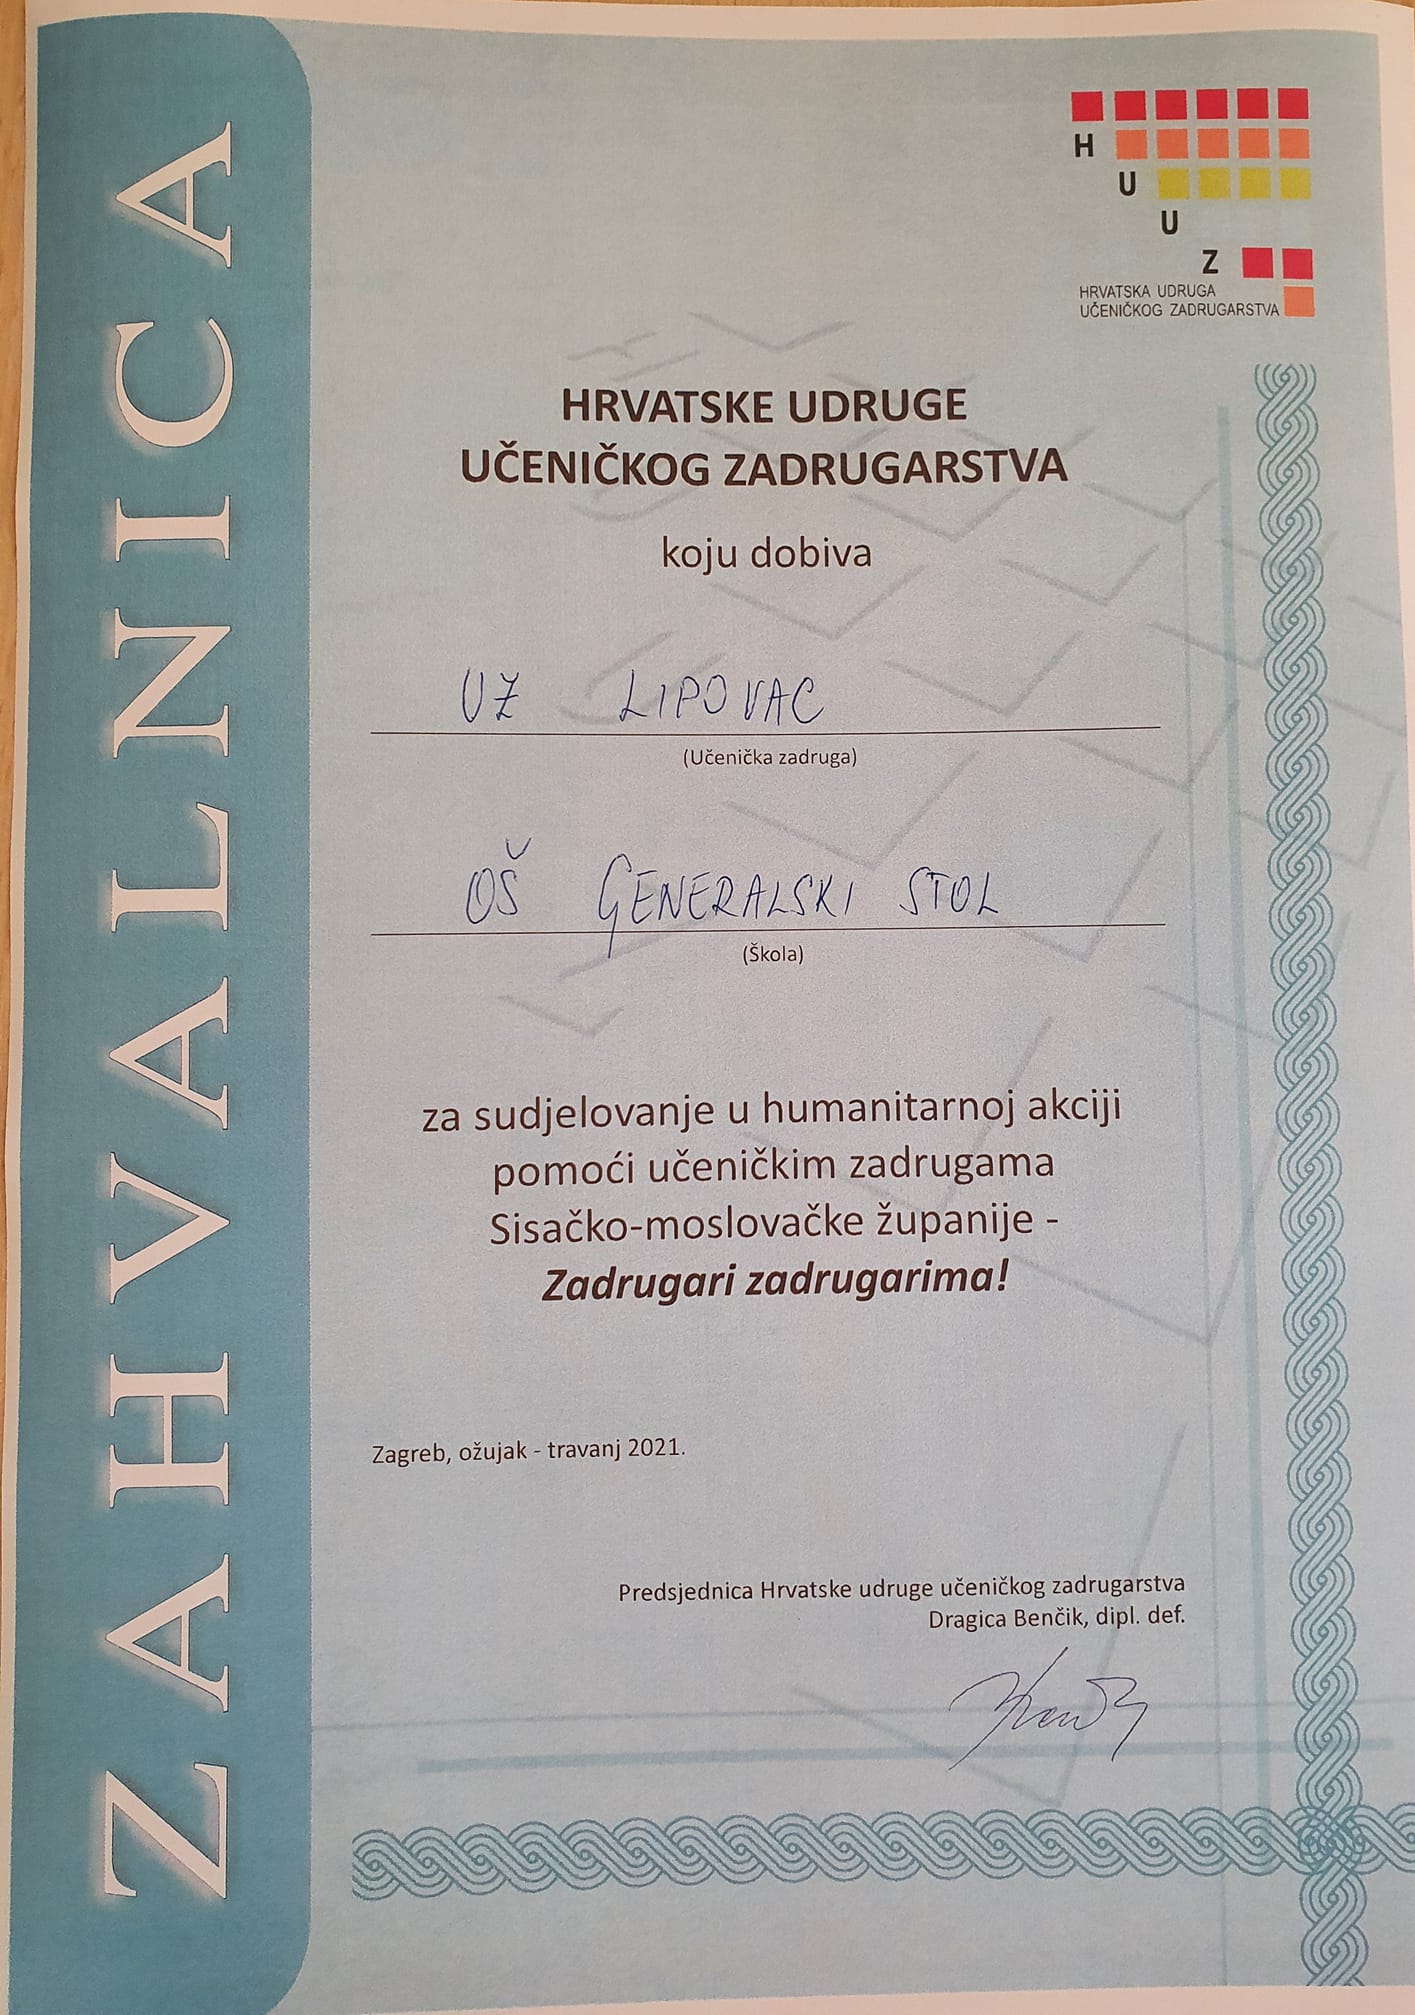 ZAHVALNICA
H
U
U
Z
HRVATSKA UDRUGA
UČENIČKOG ZADRUGARSTVA
HRVATSKE UDRUGE
UČENIČKOG ZADRUGARSTVA
koju dobiva
UZ LIPOVAC
(Učenička zadruga)
OŠ GENERALSKI STOL
(Škola)
za sudjelovanje u humanitarnoj akciji
pomoći učeničkim zadrugama
Sisačko-moslovačke županije -
Zadrugari zadrugarima!
Zagreb, ožujak - travanj 2021.
Predsjednica Hrvatske udruge učeničkog zadrugarstva
Dragica Benčik, dipl. def.